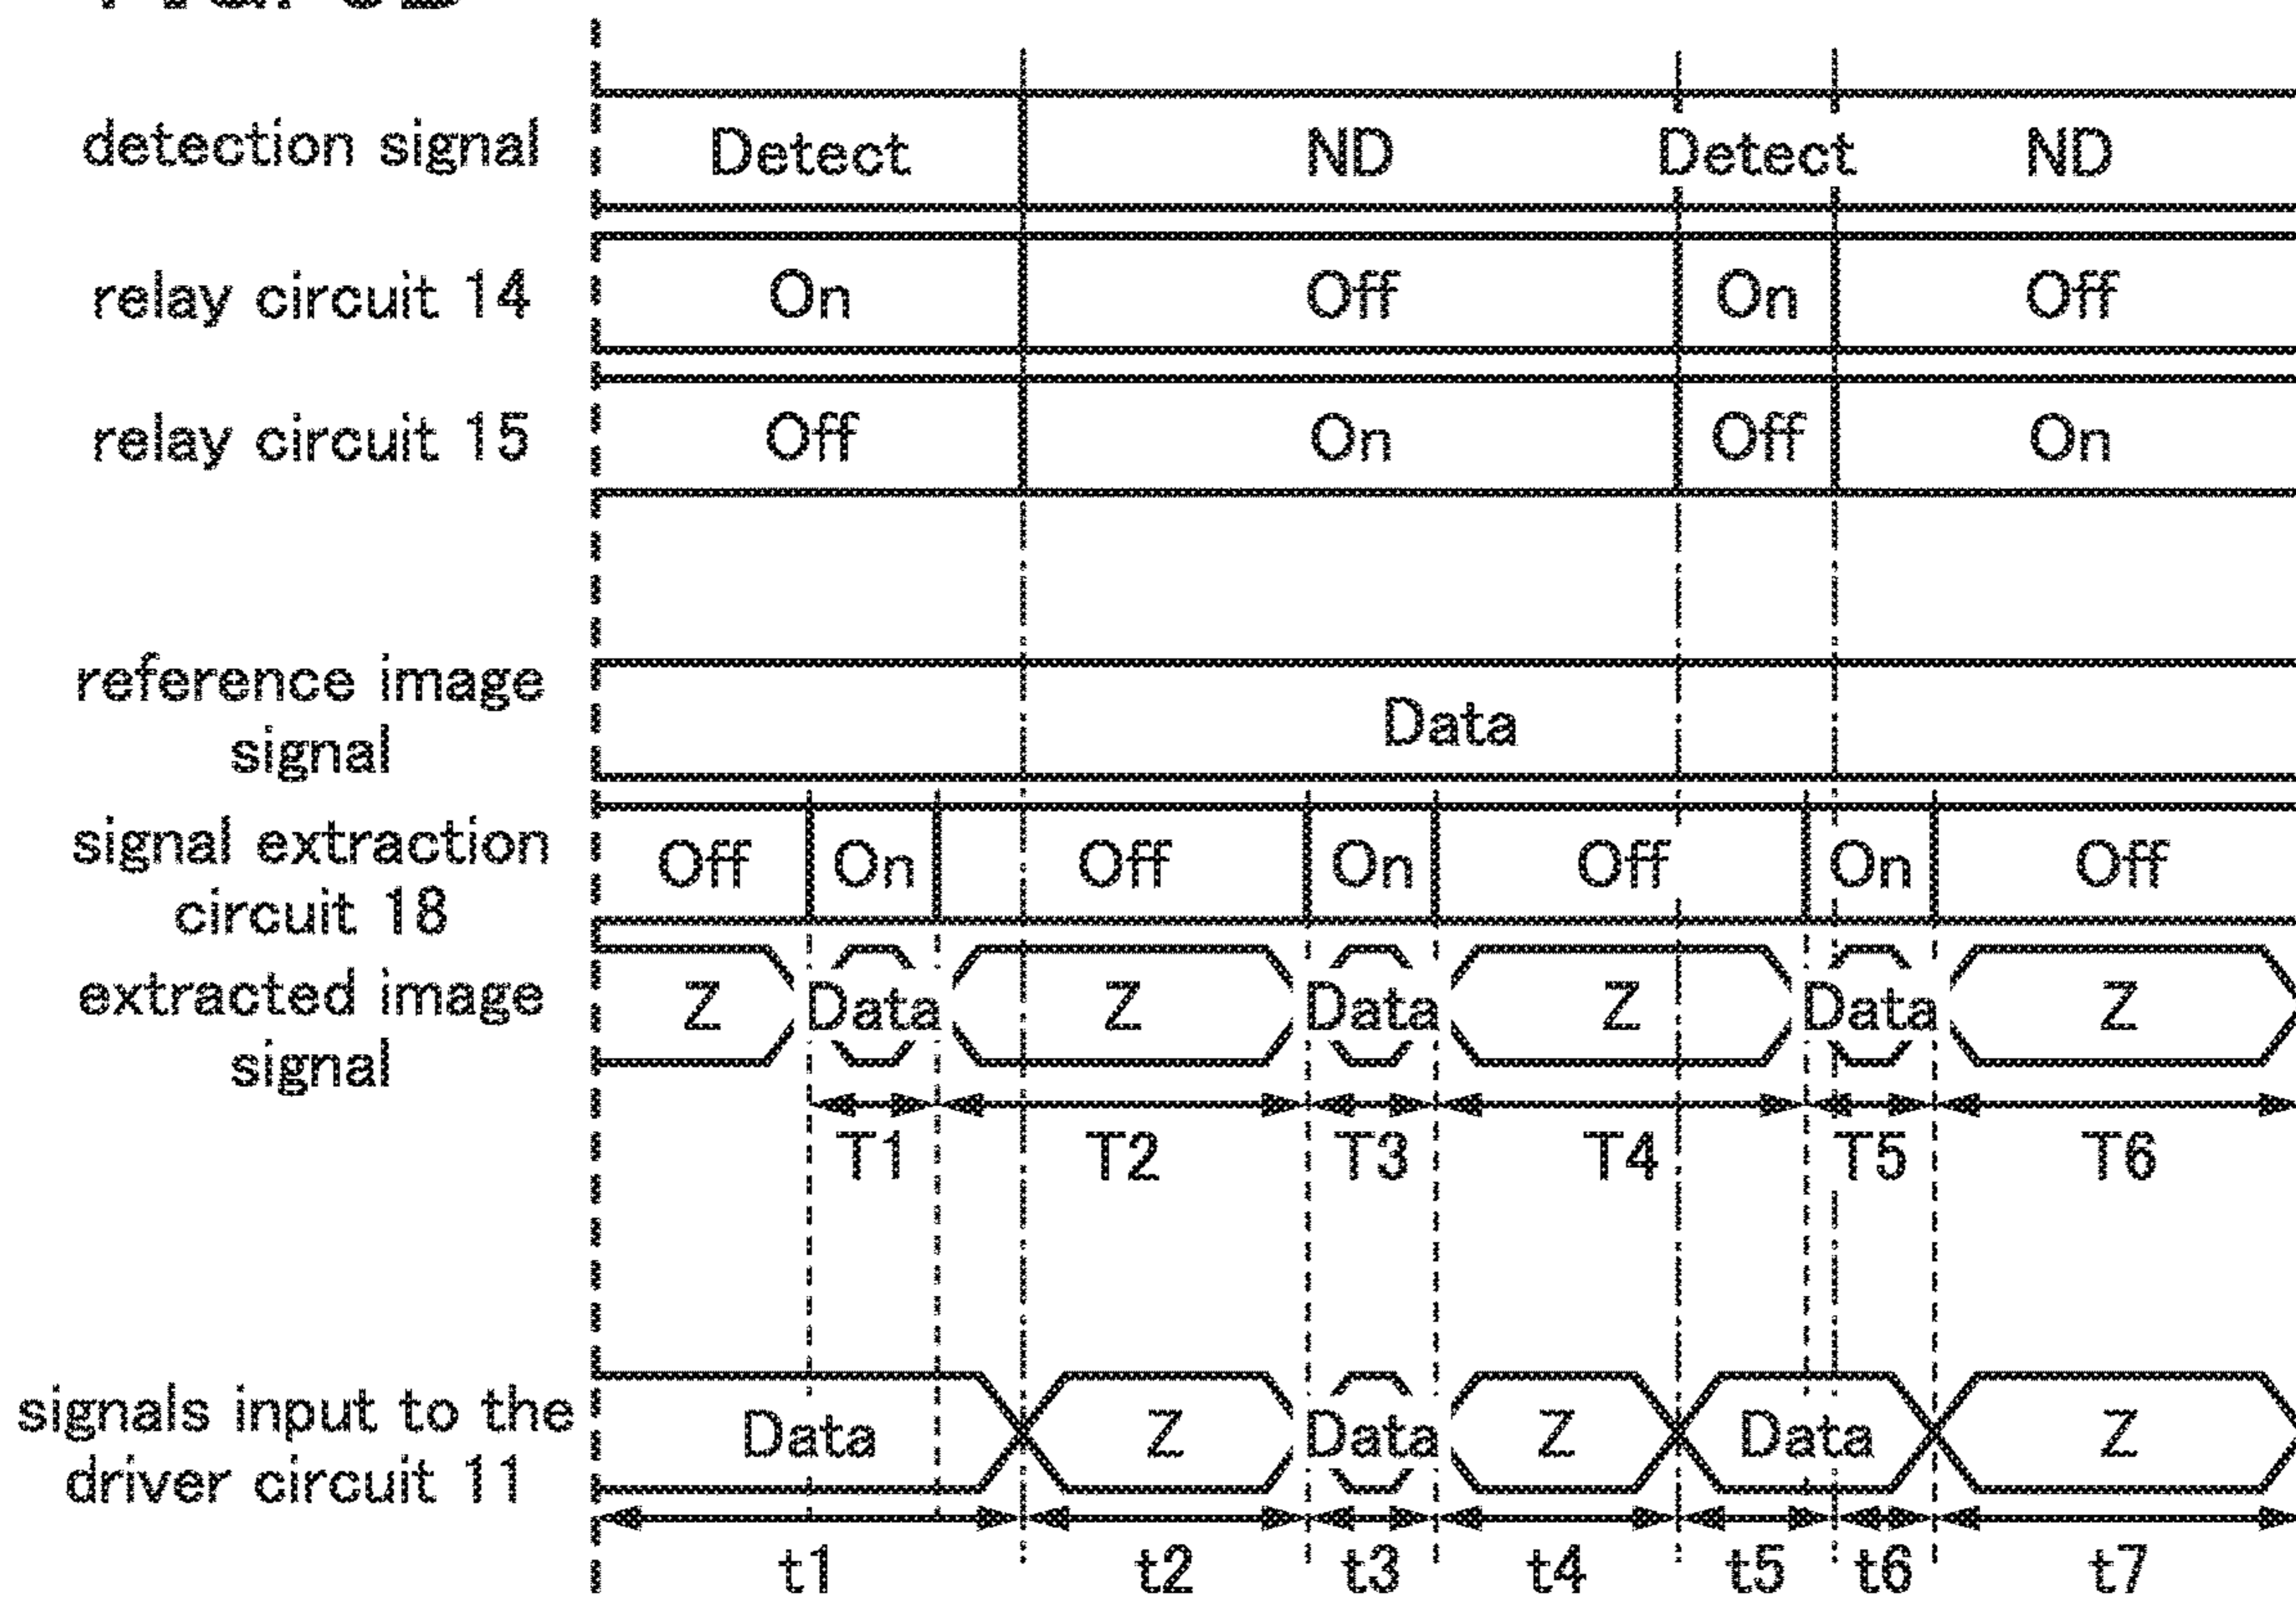 detection signal Detect ND Detect ND
relay circuit 14 On Off On Off
relay circuit 15 Off On Off On
reference image
signal
Data
signal extraction
circuit 18
Off On Off On Off On Off
extracted image
signal
Z Data Z Data Z Data Z
T1 T2 T3 T4 T5 T6
signals input to the
driver circuit 11
Data Z Data Z Data Z
t1 t2 t3 t4 t5 t6 t7